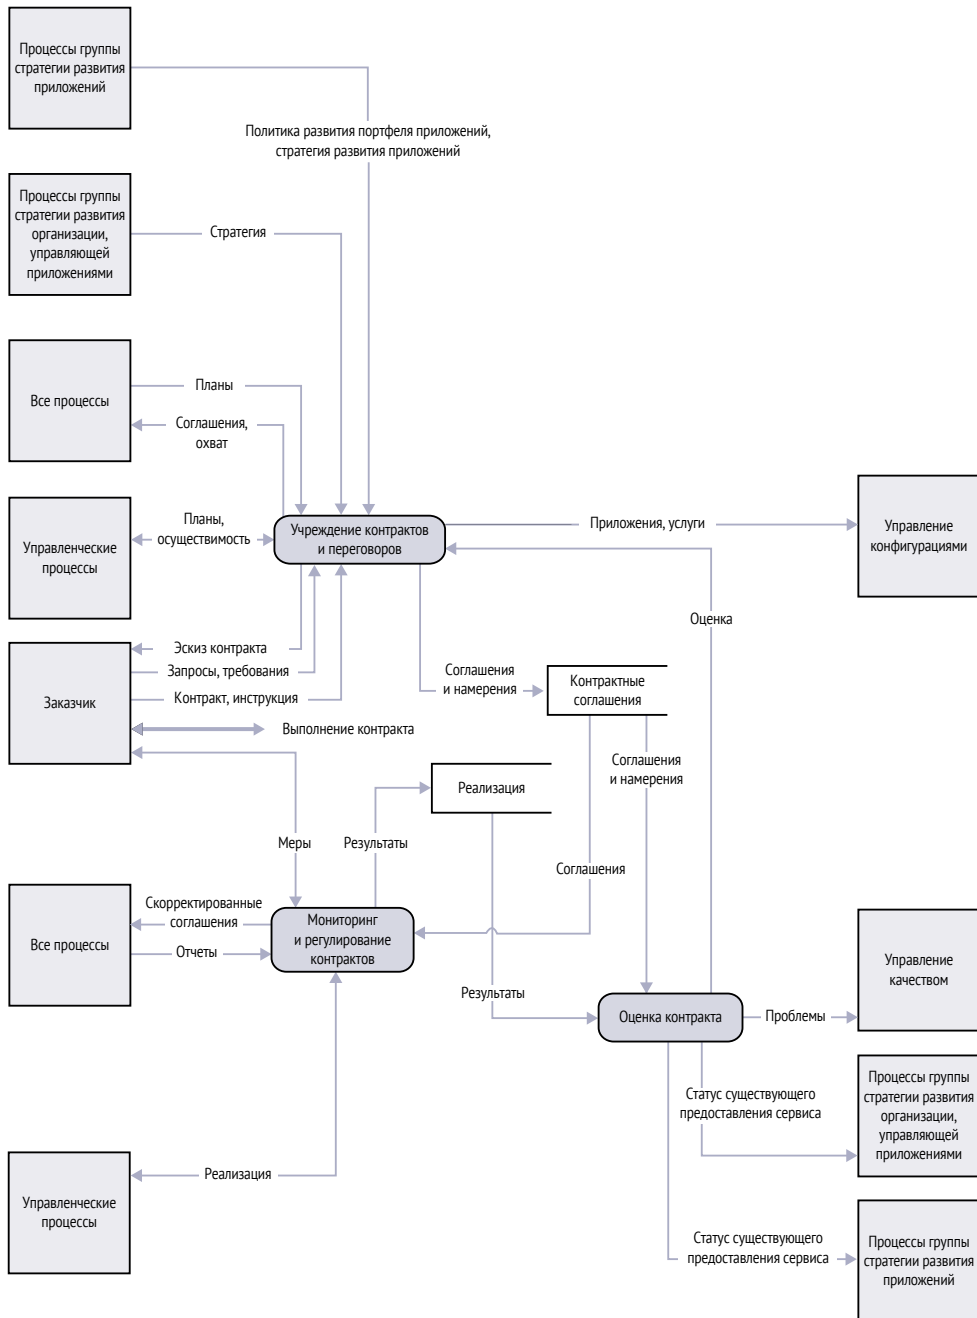 Процессы группы
стратегии развития
приложений
Политика развития портфеля приложений,
стратегия развития приложений
Процессы группы
стратегии развития
организации,
управляющей
приложениями
Стратегия
Все процессы
Планы
Соглашения,
охват
Управленческие
процессы
Планы,
осуществимость
Учреждение контрактов
и переговоров
Приложения, услуги
Управление
конфигурациями
Оценка
Заказчик
Эскиз контракта
Запросы, требования
Контракт, инструкция
Выполнение контракта
Соглашения
и намерения
Контрактные
соглашения
Соглашения
и намерения
Реализация
Меры
Результаты
Соглашения
Все процессы
Скорректированные
соглашения
Отчеты
Мониторинг
и регулирование
контрактов
Результаты
Оценка контракта
Проблемы
Управление
качеством
Статус существующего
предоставления сервиса
Процессы группы
стратегии развития
организации,
управляющей
приложениями
Управленческие
процессы
Реализация
Статус существующего
предоставления сервиса
Процессы группы
стратегии развития
приложений